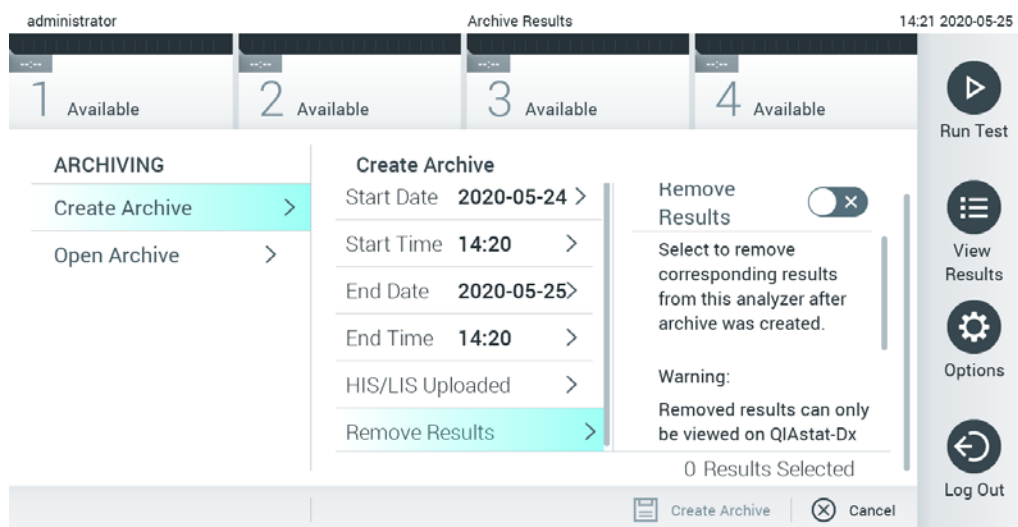 administrator
Archive Results
14:21 2020-05-25
--:--
--:--
--:--
--:--
1 Available
2 Available
3 Available
4 Available
Run Test
View
Results
Options
Log Out
ARCHIVING
Create Archive
Open Archive
Create Archive
Start Date 2020-05-24
Start Time 14:20
End Date 2020-05-25
End Time 14:20
HIS/LIS Uploaded
Remove Results
Remove
Results
Select to remove
corresponding results
from this analyzer after
archive was created.
Warning:
Removed results can only
be viewed on QIAstat-Dx
0 Results Selected
Create Archive
Cancel